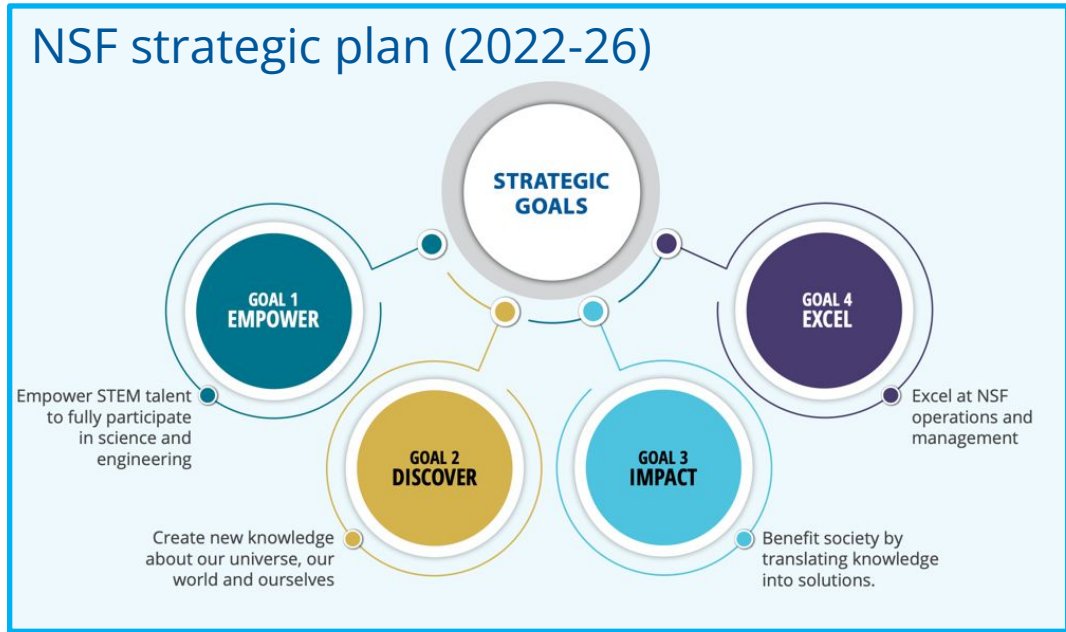 NSF strategic plan (2022-26)
STRATEGIC
GOALS
GOAL 1
EMPOWER
Empower STEM talent
to fully participate
in science and
engineering
GOAL 2
DISCOVER
Create new knowledge
about our universe, our
world and ourselves
GOAL 3
IMPACT
Benefit society by
translating knowledge
into solutions.
GOAL 4
EXCEL
Excel at NSF
operations and
management